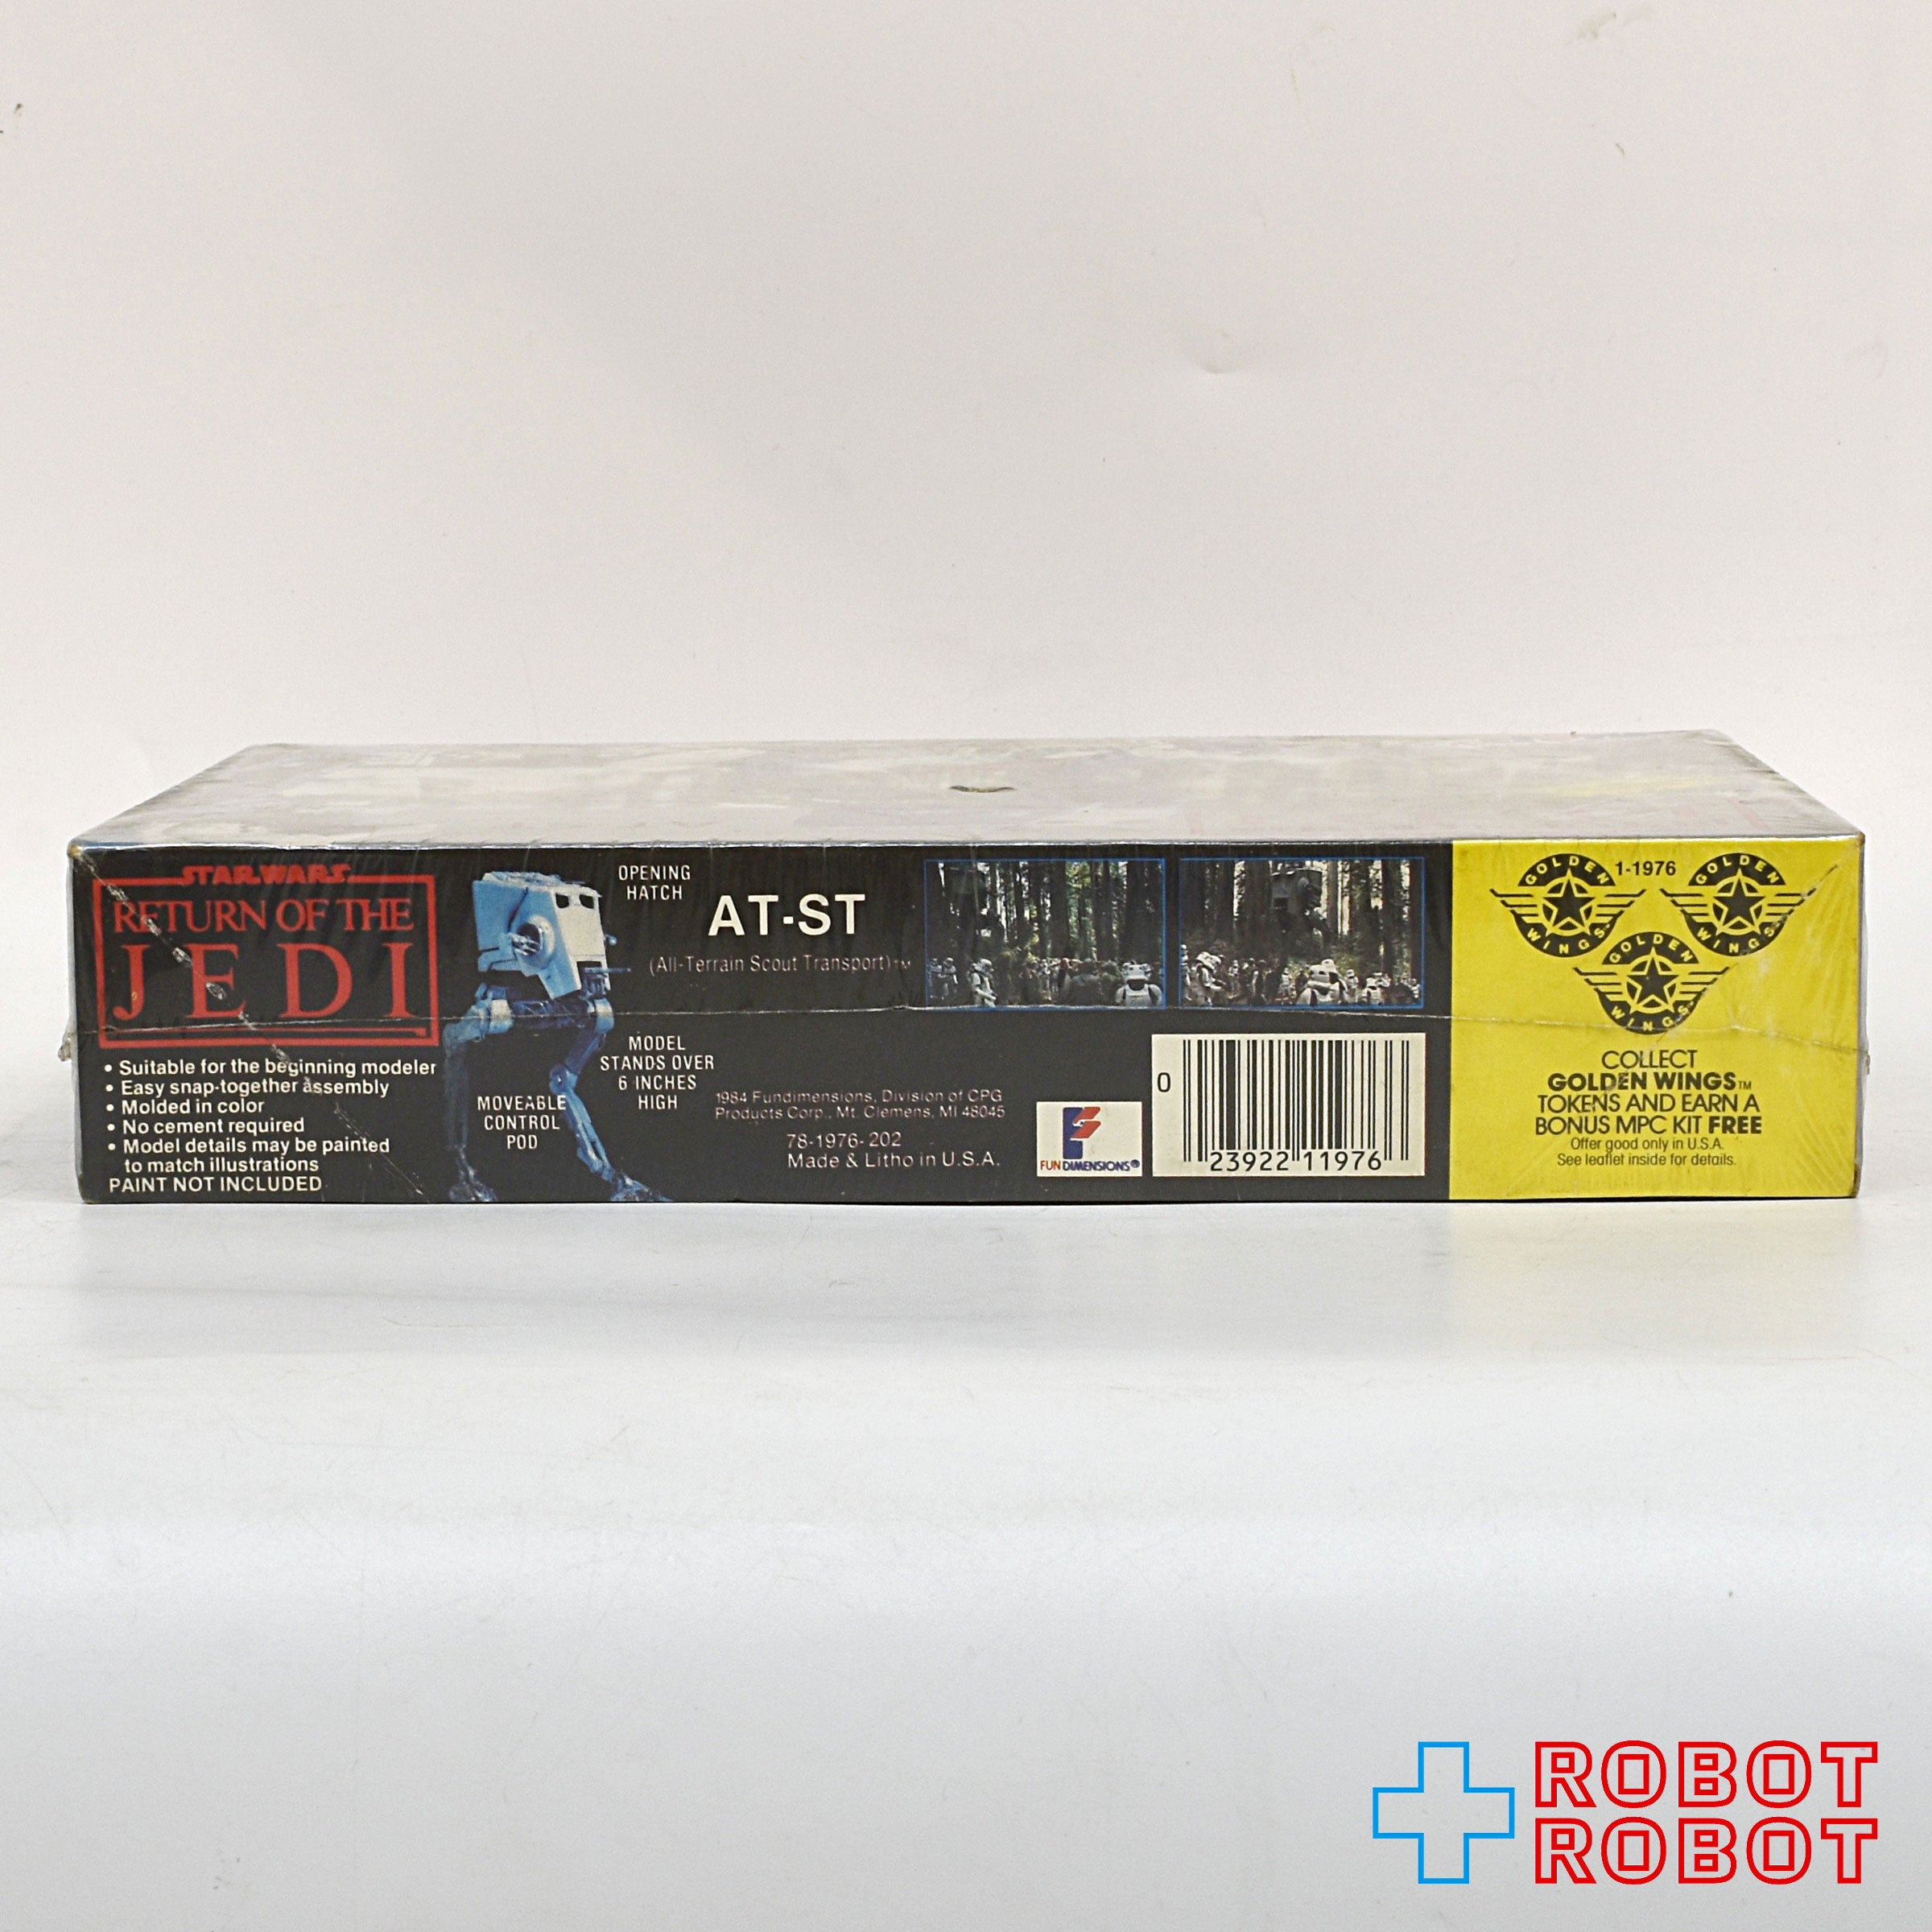 STAR WARS
RETURN OF THE
JEDI
• Suitable for the beginning modeler
• Easy snap-together assembly
• Molded in color
• No cement required
• Model details may be painted
to match illustrations
PAINT NOT INCLUDED
OPENING
HATCH
MOVEABLE
CONTROL
POD
MODEL
STANDS OVER
6 INCHES
HIGH
AT-ST
(All-Terrain Scout Transport)™
1984 Fundimensions, Division of CPG
Products Corp., Mt. Clemens, MI 48045
78-1976-202
Made & Litho in U.S.A.
FUNDIMENSIONS®
0 23922 11976
1-1976
GOLDEN
WINGS
GOLDEN
WINGS
GOLDEN
WINGS
COLLECT
GOLDEN WINGS™
TOKENS AND EARN A
BONUS MPC KIT FREE
Offer good only in U.S.A.
See leaflet inside for details.
ROBOT
ROBOT